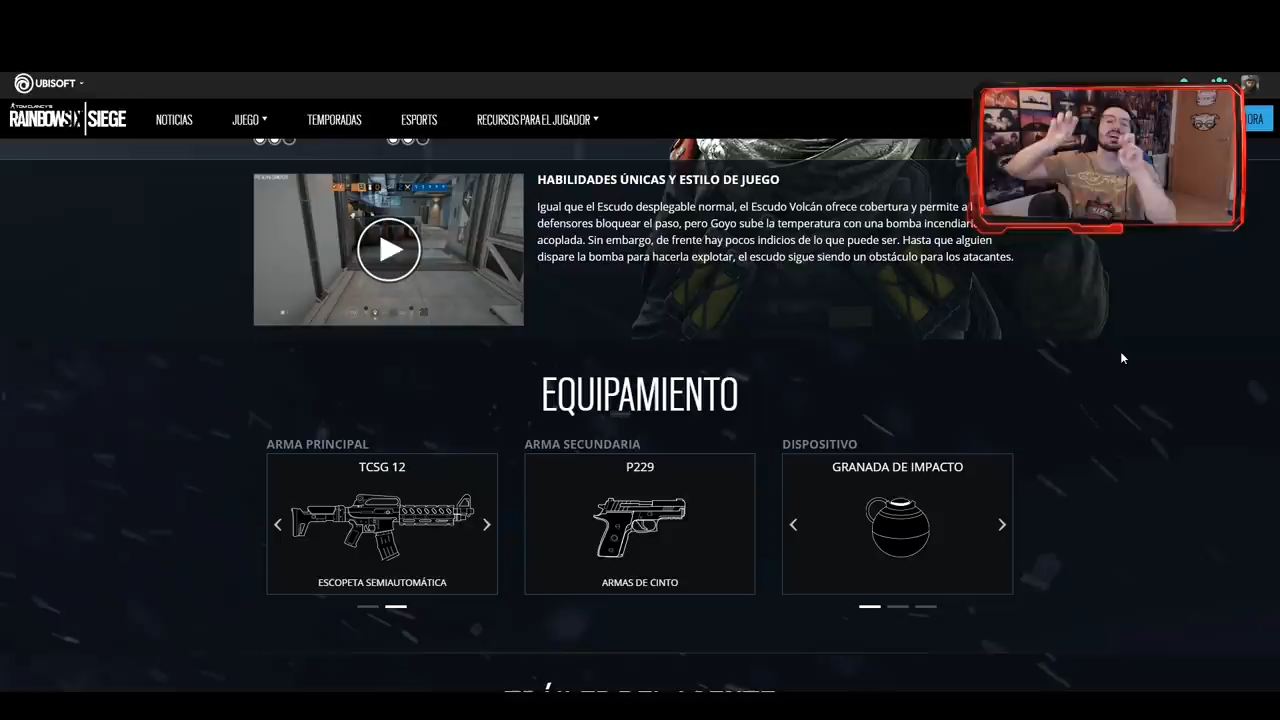 UBISOFT
TOM CLANCY'S
RAINBOWSIX | SIEGE
NOTICIAS
JUEGO
TEMPORADAS
ESPORTS
RECURSOS PARA EL JUGADOR
HABILIDADES ÚNICAS Y ESTILO DE JUEGO
Igual que el Escudo desplegable normal, el Escudo Volcán ofrece cobertura y permite a
defensores bloquear el paso, pero Goyo sube la temperatura con una bomba
acoplada. Sin embargo, de frente hay pocos indicios de lo que puede ser. Hasta que alguien
dispare la bomba para hacerla explotar, el escudo sigue siendo un obstáculo para los atacantes.
EQUIPAMIENTO
ARMA PRINCIPAL
TCSG 12
ESCOPETA SEMIAUTOMÁTICA
ARMA SECUNDARIA
P229
ARMAS DE CINTO
DISPOSITIVO
GRANADA DE IMPACTO